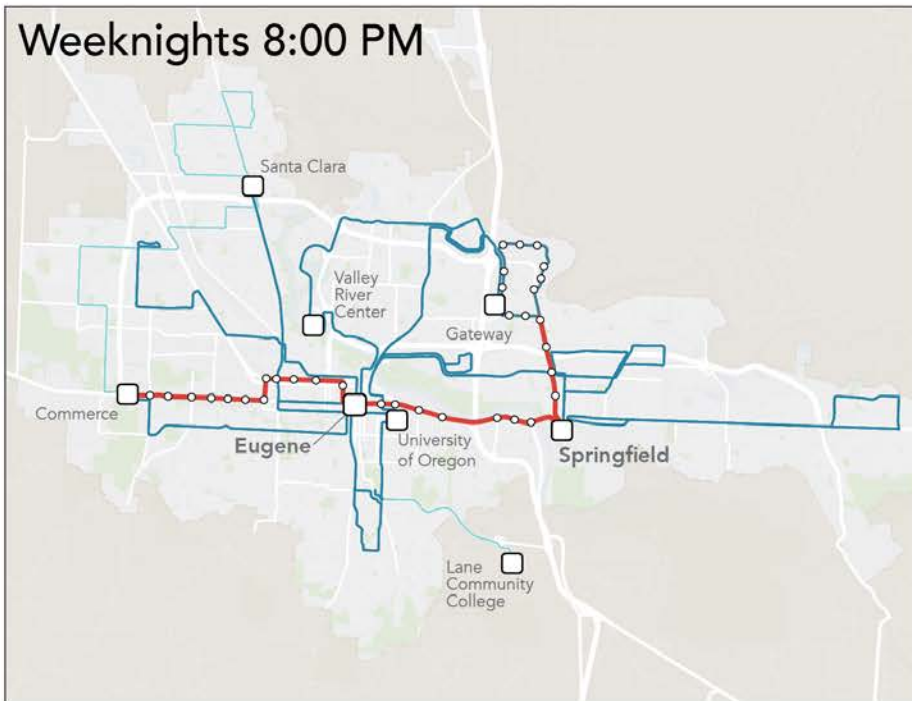 Weeknights 8:00 PM
Santa Clara
Valley
River
Center
Gateway
Commerce
Eugene
University
of Oregon
Springfield
Lane
Community
College